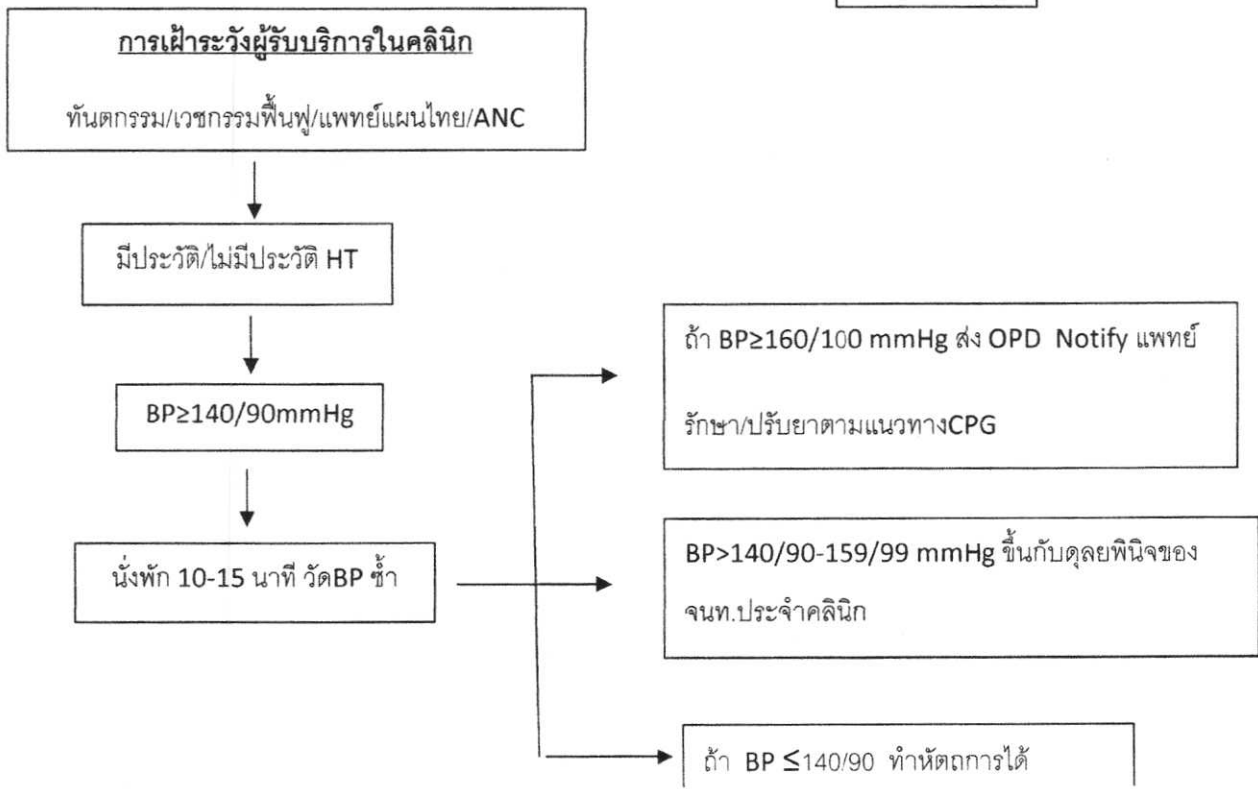 การเฝ้าระวังผู้รับบริการในคลินิก
ทันตกรรม/เวชกรรมฟื้นฟู/แพทย์แผนไทย/ANC
มีประวัติ/ไม่มีประวัติ HT
BP≥140/90mmHg
นั่งพัก 10-15 นาที วัดBP ซ้ำ
ถ้า BP≥160/100 mmHg ส่ง OPD Notify แพทย์
รักษา/ปรับยาตามแนวทางCPG
BP>140/90-159/99 mmHg ขึ้นกับดุลยพินิจของ
จนท.ประจำคลินิก
ถ้า BP ≤140/90 ทำหัตถการได้